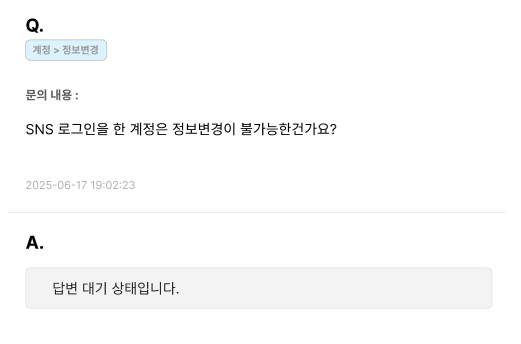 Q.
계정 > 정보변경
문의 내용 :
SNS 로그인을 한 계정은 정보변경이 불가능한건가요?
2025-06-17 19:02:23
A.
답변 대기 상태입니다.